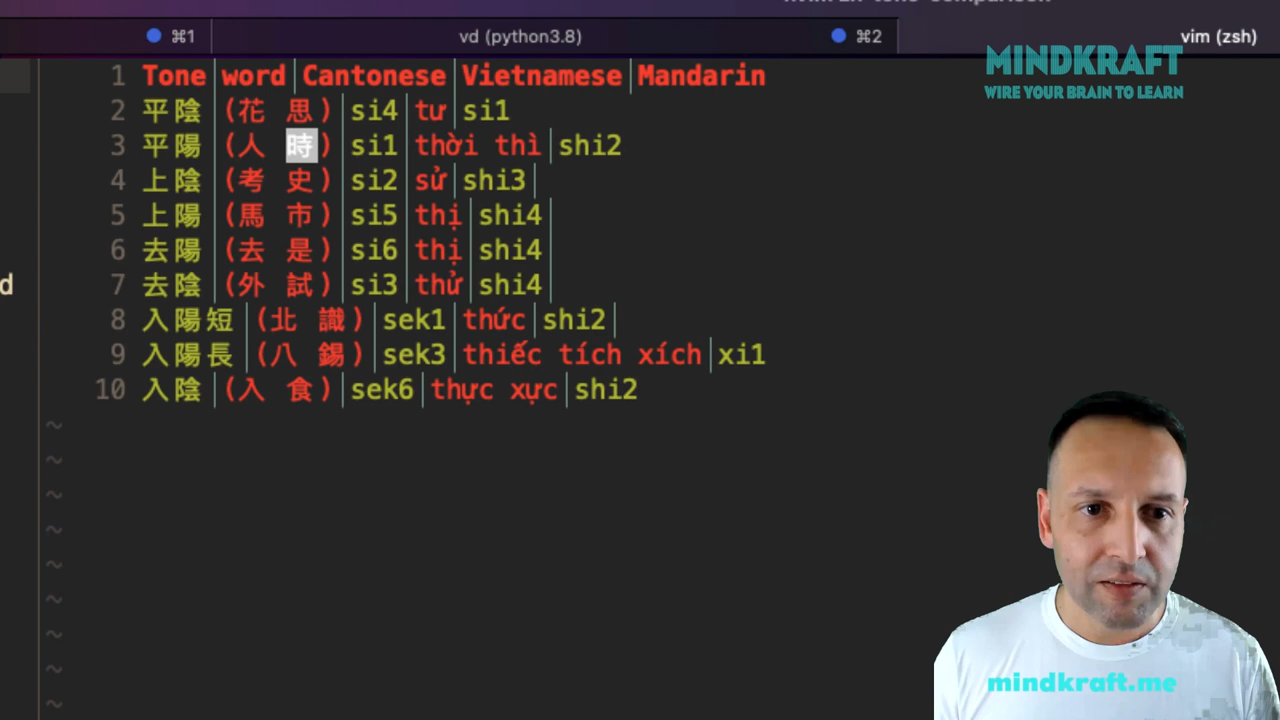 ⌘1
vd (python3.8)
⌘2
vim (zsh)
MINDKRAFT
WIRE YOUR BRAIN TO LEARN
1 Tone|word|Cantonese|Vietnamese|Mandarin
2 平陰|(花 思)|si4|tư|si1
3 平陽|(人 時)|si1|thời thì|shi2
4 上陰|(考 史)|si2|sử|shi3|
5 上陽|(馬 市)|si5|thị|shi4|
6 去陽|(去 是)|si6|thị|shi4|
7 去陰|(外 試)|si3|thử|shi4|
8 入陽短|(北 識)|sek1|thức|shi2|
9 入陽長|(八 錫)|sek3|thiếc tích xích|xi1
10 入陰|(入 食)|sek6|thực xực|shi2
d
~
~
~
~
~
~
~
~
~
mindkraft.me